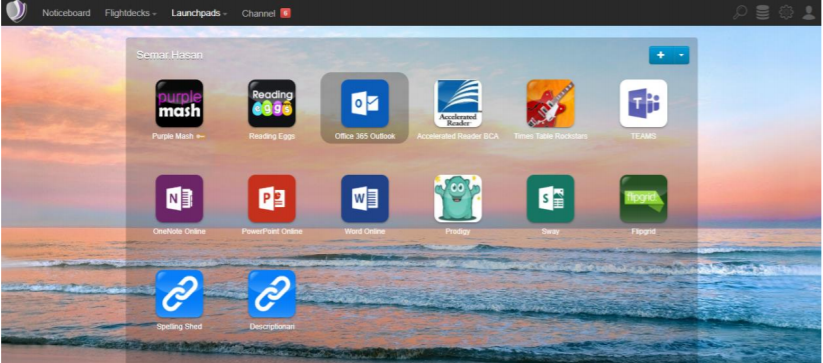 Noticeboard Flightdecks Launchpads Channel 6
Semar Hasan
purple
mash
Reading
eggs
Accelerated
Reader
flipgrid
Purple Mash Reading Eggs Office 365 Outlook Accelerated Reader BCA Times Table Rockstars TEAMS
OneNote Online PowerPoint Online Word Online Prodigy Sway Flipgrid
Spelling Shed Descriptionari